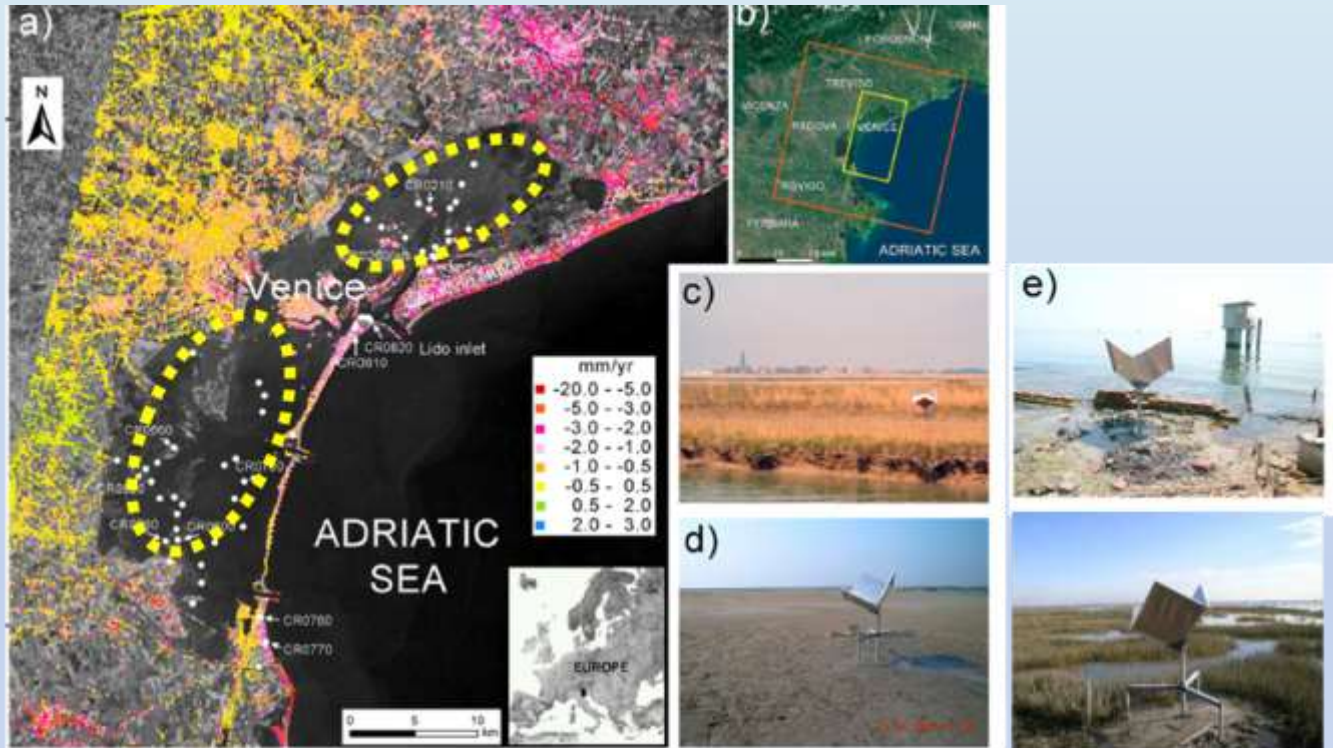 a)
N
CR0210
Venice
CR0820
Lido inlet
CR0810
mm/yr
-20.0 - -5.0
-5.0 - -3.0
-3.0 - -2.0
-2.0 - -1.0
-1.0 - -0.5
-0.5 - 0.5
0.5 - 2.0
2.0 - 3.0
ADRIATIC
SEA
CR0760
CR0770
0 5 10
km
EUROPE
b)
TREVISO
VICENZA
PADOVA
VENICE
ROVIGO
FERRARA
ADRIATIC SEA
c)
d)
e)